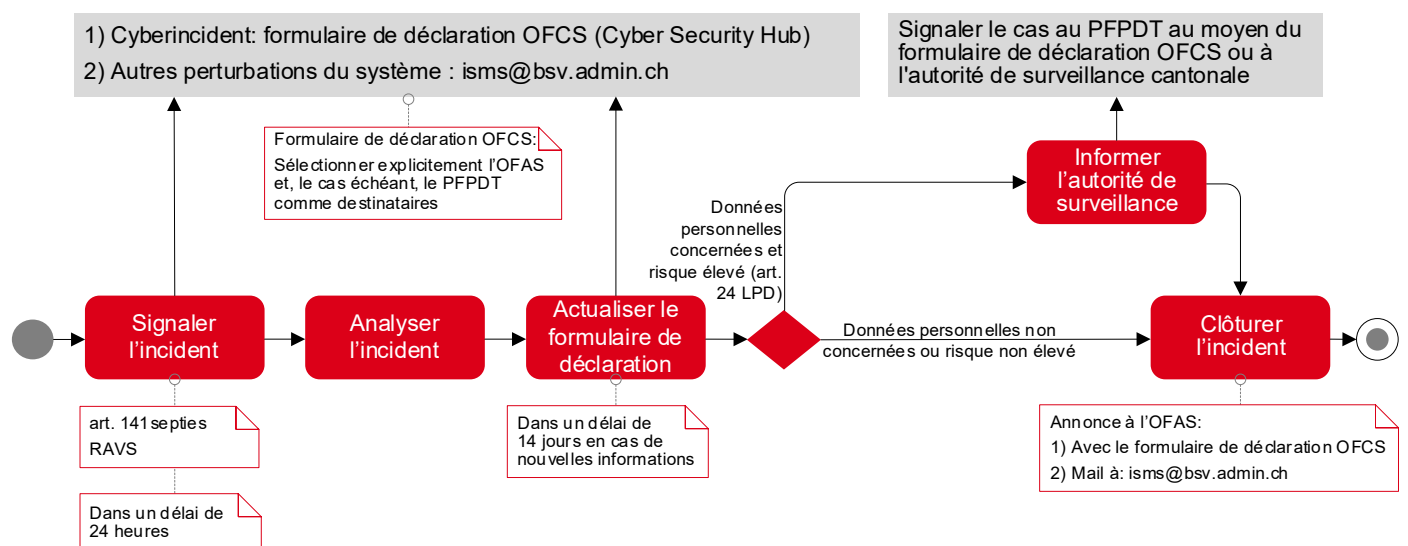 1) Cyberincident: formulaire de déclaration OFCS (Cyber Security Hub)
2) Autres perturbations du système : isms@bsv.admin.ch
Signaler le cas au PFPDT au moyen du
formulaire de déclaration OFCS ou à
l'autorité de surveillance cantonale
Formulaire de déclaration OFCS:
Sélectionner explicitement l'OFAS
et, le cas échéant, le PFPDT
comme destinataires
Informer
l'autorité de
surveillance
Données
personnelles
concernées et
risque élevé (art.
24 LPD)
Signaler
l'incident
Analyser
l'incident
Actualiser le
formulaire de
déclaration
Données personnelles non
concernées ou risque non élevé
Clôturer
l'incident
art. 141septies
RAVS
Dans un délai de
24 heures
Dans un délai de
14 jours en cas de
nouvelles informations
Annonce à l'OFAS:
1) Avec le formulaire de déclaration OFCS
2) Mail à: isms@bsv.admin.ch